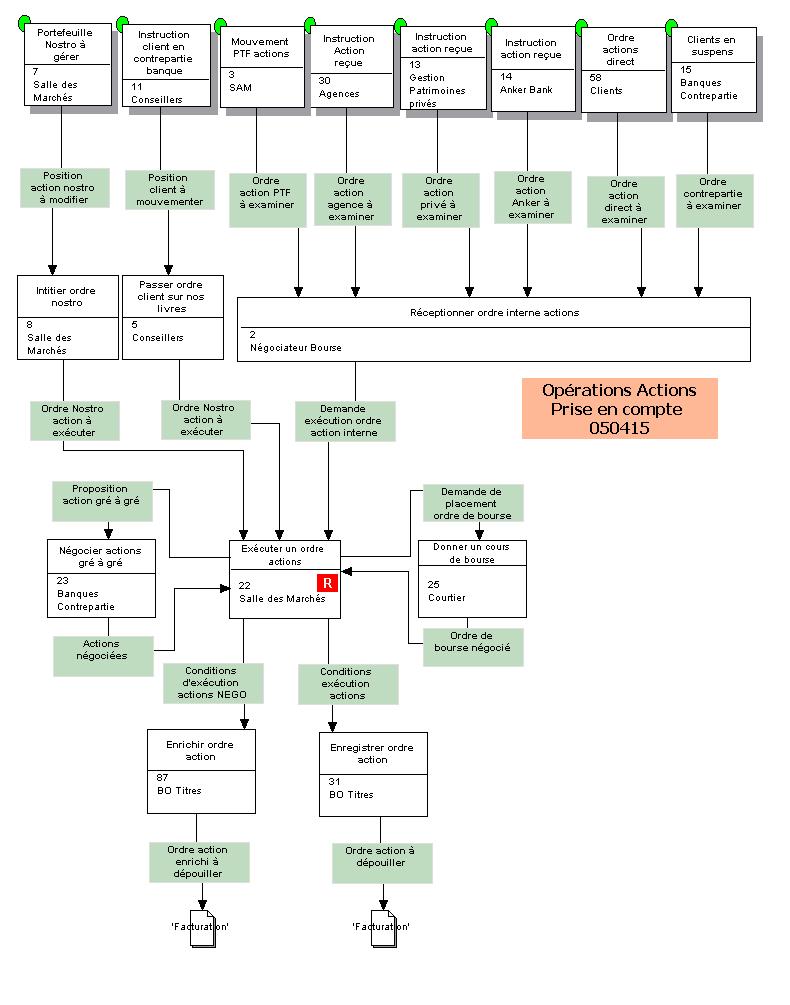 Portefeuille
Nostro à
gérer
7
Salle des
Marchés
Instruction
client en
contrepartie
banque
11
Conseillers
Mouvement
PTF actions
3
SAM
Instruction
Action
reçue
30
Agences
Instruction
action reçue
13
Gestion
Patrimoines
privés
Instruction
action reçue
14
Anker Bank
Ordre
actions
direct
58
Clients
Clients en
suspens
15
Banques
Contrepartie
Position
action nostro
à modifier
Position
client à
mouvementer
Ordre
action PTF
à examiner
Ordre
action
agence à
examiner
Ordre
action
privé à
examiner
Ordre
action
Anker à
examiner
Ordre
action
direct à
examiner
Ordre
contrepartie
à examiner
Intitier ordre
nostro
8
Salle des
Marchés
Passer ordre
client sur nos
livres
5
Conseillers
Réceptionner ordre interne actions
2
Négociateur Bourse
Ordre Nostro
action à
exécuter
Ordre Nostro
action à
exécuter
Demande
exécution ordre
action interne
Opérations Actions
Prise en compte
050415
Proposition
action gré à gré
Demande de
placement
ordre de bourse
Négocier actions
gré à gré
23
Banques
Contrepartie
Exécuter un ordre
actions
R
22
Salle des Marchés
Donner un cours
de bourse
25
Courtier
Actions
négociées
Ordre de
bourse négocié
Conditions
d'exécution
actions NEGO
Conditions
exécution
actions
Enrichir ordre
action
87
BO Titres
Enregistrer ordre
action
31
BO Titres
Ordre action
enrichi à
dépouiller
Ordre action à
dépouiller
'Facturation'
'Facturation'